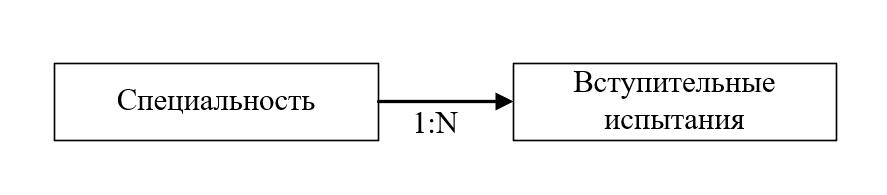 Специальность
1:N
Вступительные
испытания